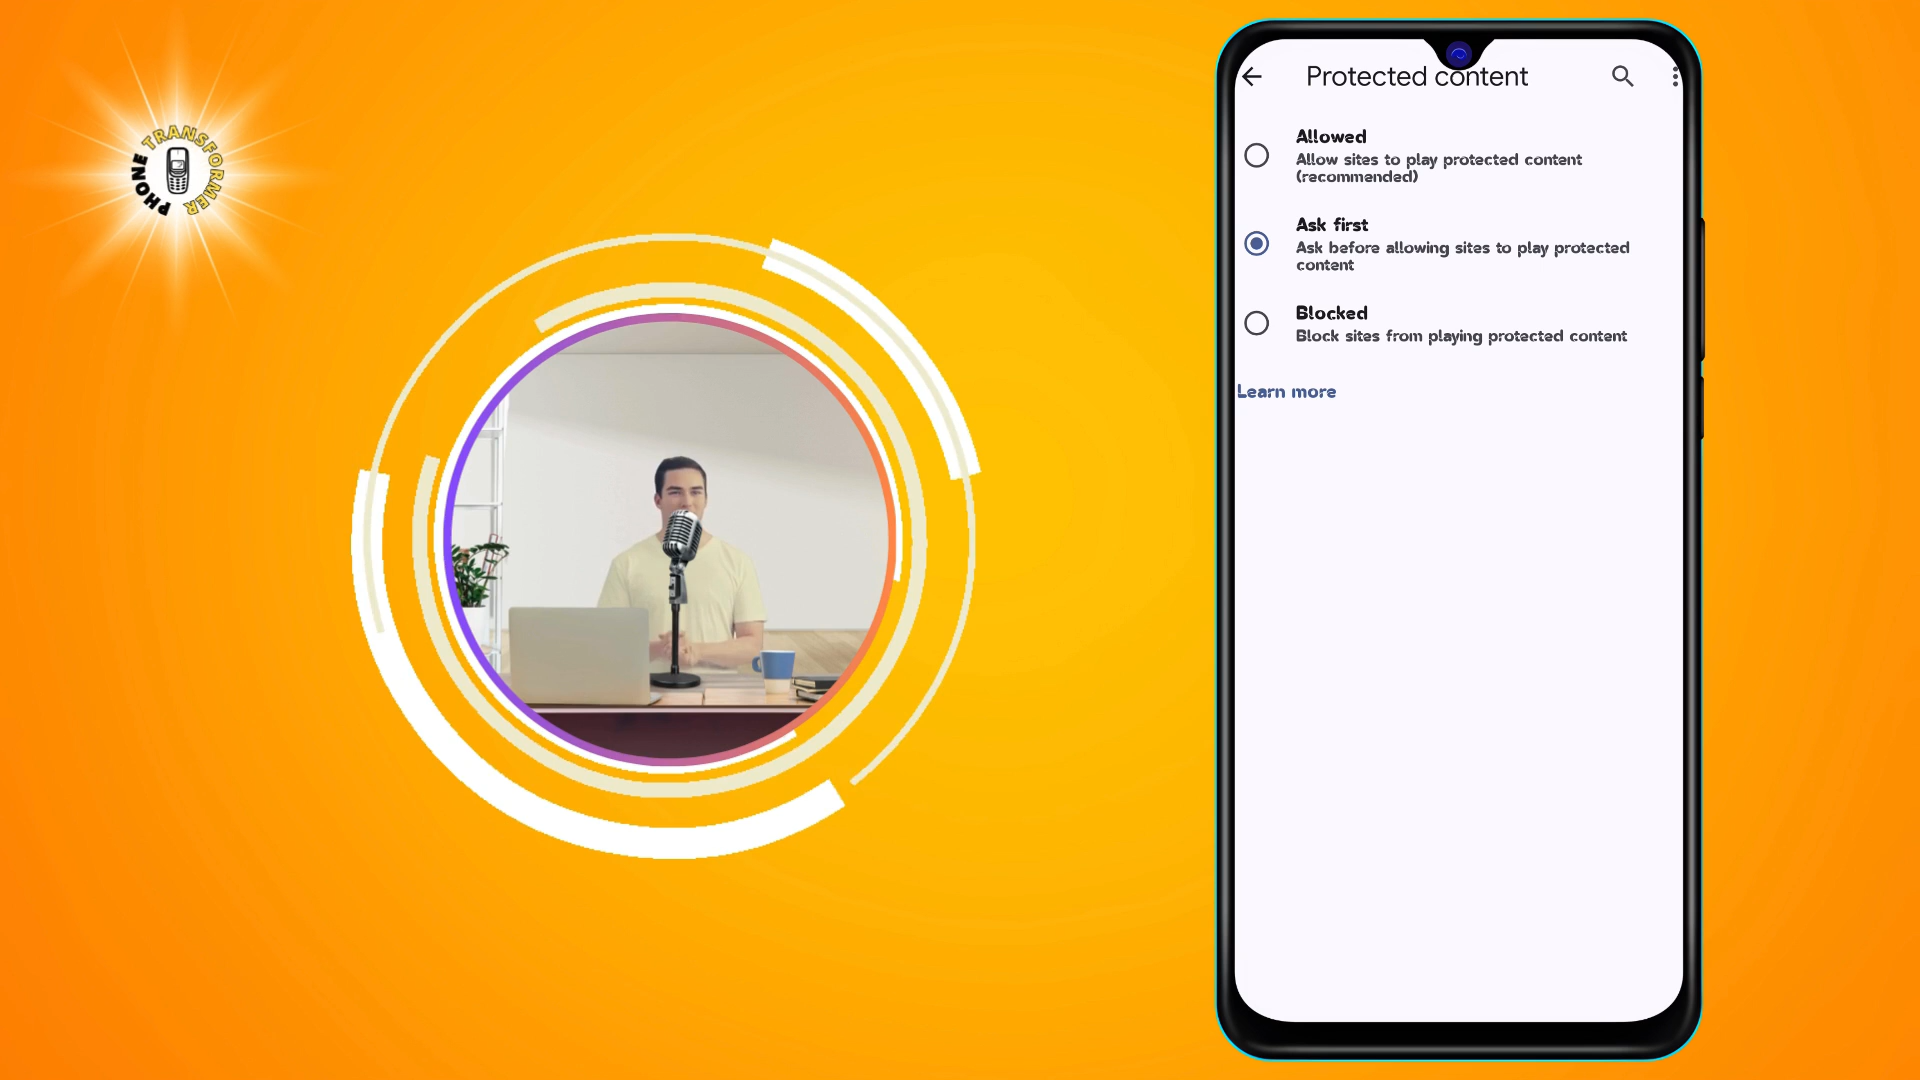 PHONE TRANSFORMER
Protected content
Allowed
Allow sites to play protected content
(recommended)
Ask first
Ask before allowing sites to play protected
content
Blocked
Block sites from playing protected content
Learn more